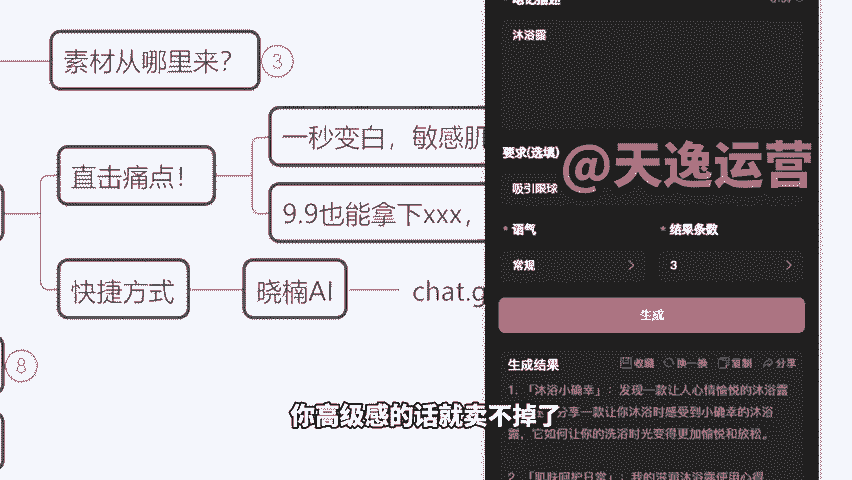 素材从哪里来？
3
直击痛点！
一秒变白，敏感肌
9.9也能拿下xxx，
快捷方式
晓楠AI
chat.g
8
笔记描述
沐浴露
要求(选填)
@天逸运营
吸引眼球
* 语气
* 结果条数
常规
3
生成
生成结果
收藏
换一换
复制
分享
1. 「沐浴小确幸」：发现一款让人心情愉悦的沐浴露
分享一款让你沐浴时感受到小确幸的沐浴
露，它如何让你的洗浴时光变得更加愉悦和放松。
你高级感的话就卖不掉了
2. 「肌肤呵护日常」：我的滋润沐浴露使用心得